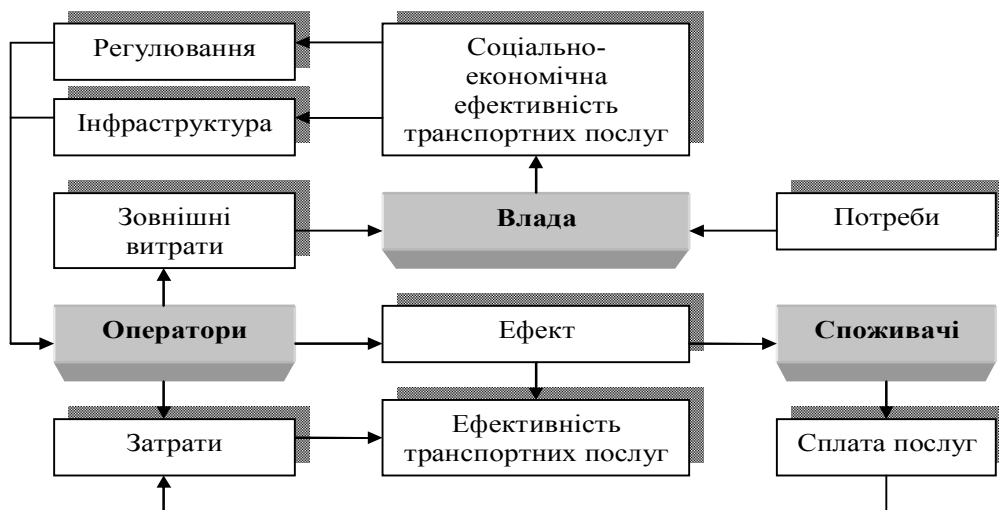 Регулювання
Соціально-
економічна
ефективність
транспортних послуг
Інфраструктура
Зовнішні
витрати
Влада
Потреби
Оператори
Ефект
Споживачі
Затрати
Ефективність
транспортних послуг
Сплата послуг